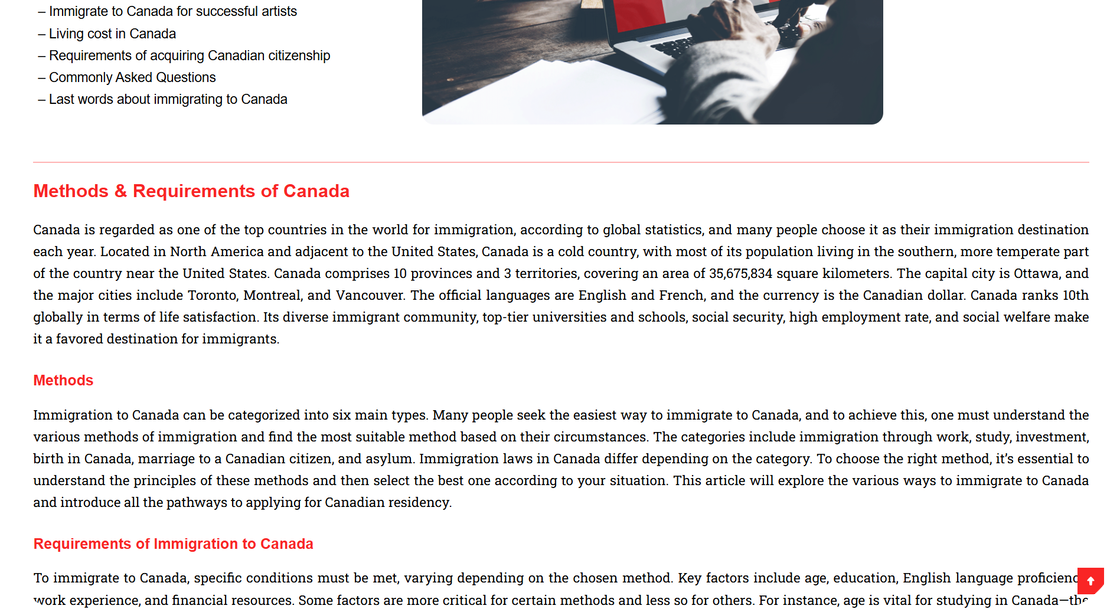 – Immigrate to Canada for successful artists
– Living cost in Canada
– Requirements of acquiring Canadian citizenship
– Commonly Asked Questions
– Last words about immigrating to Canada
Methods & Requirements of Canada
Canada is regarded as one of the top countries in the world for immigration, according to global statistics, and many people choose it as their immigration destination
each year. Located in North America and adjacent to the United States, Canada is a cold country, with most of its population living in the southern, more temperate part
of the country near the United States. Canada comprises 10 provinces and 3 territories, covering an area of 35,675,834 square kilometers. The capital city is Ottawa, and
the major cities include Toronto, Montreal, and Vancouver. The official languages are English and French, and the currency is the Canadian dollar. Canada ranks 10th
globally in terms of life satisfaction. Its diverse immigrant community, top-tier universities and schools, social security, high employment rate, and social welfare make
it a favored destination for immigrants.
Methods
Immigration to Canada can be categorized into six main types. Many people seek the easiest way to immigrate to Canada, and to achieve this, one must understand the
various methods of immigration and find the most suitable method based on their circumstances. The categories include immigration through work, study, investment,
birth in Canada, marriage to a Canadian citizen, and asylum. Immigration laws in Canada differ depending on the category. To choose the right method, it's essential to
understand the principles of these methods and then select the best one according to your situation. This article will explore the various ways to immigrate to Canada
and introduce all the pathways to applying for Canadian residency.
Requirements of Immigration to Canada
To immigrate to Canada, specific conditions must be met, varying depending on the chosen method. Key factors include age, education, English language
work experience, and financial resources. Some factors are more critical for certain methods and less so for others. For instance, age is vital for studying in Canada—the